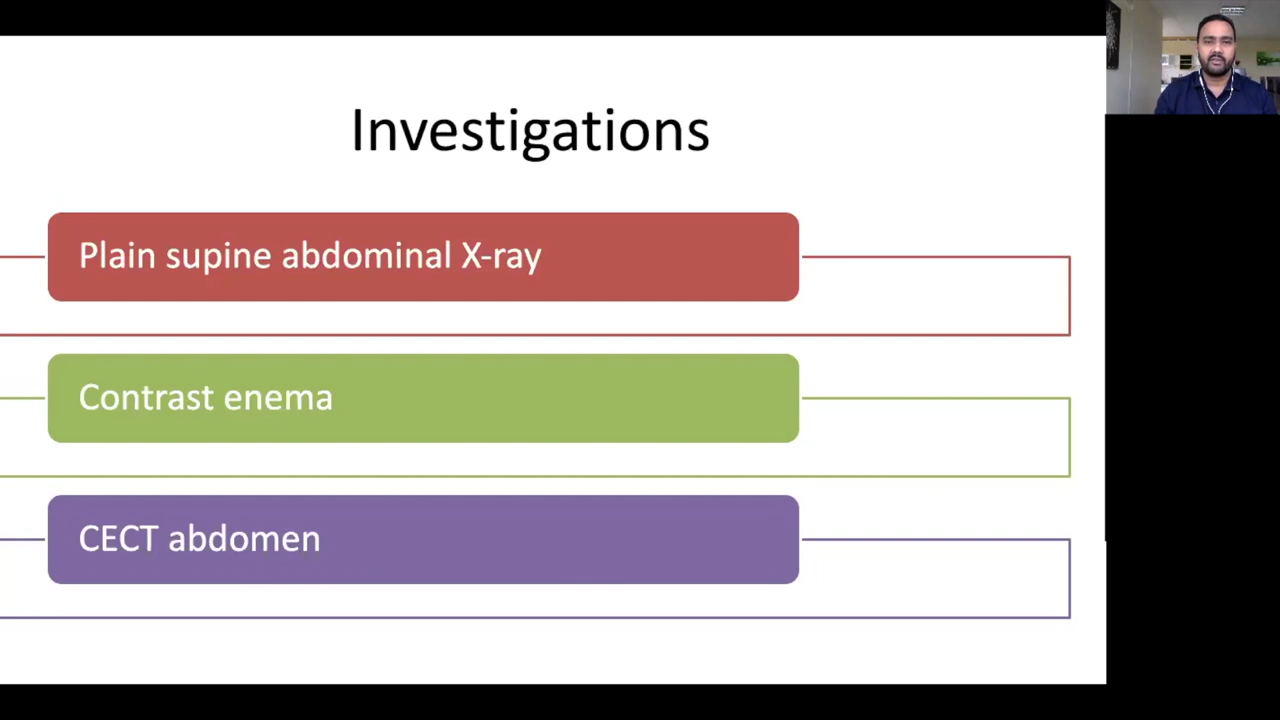 Investigations
Plain supine abdominal X-ray
Contrast enema
CECT abdomen